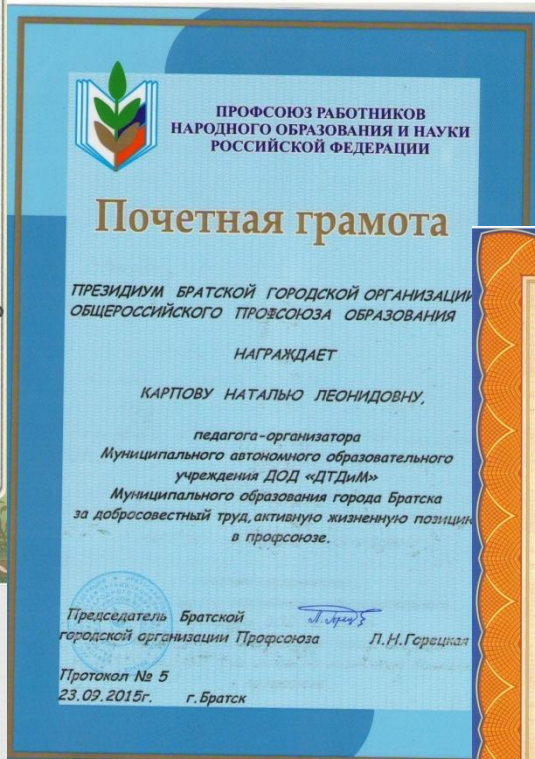 ПРОФСОЮЗ РАБОТНИКОВ
НАРОДНОГО ОБРАЗОВАНИЯ И НАУКИ
РОССИЙСКОЙ ФЕДЕРАЦИИ
Почетная грамота
ПРЕЗИДИУМ БРАТСКОЙ ГОРОДСКОЙ ОРГАНИЗАЦИИ
ОБЩЕРОССИЙСКОГО ПРОФСОЮЗА ОБРАЗОВАНИЯ
НАГРАЖДАЕТ
КАРПОВУ НАТАЛЬЮ ЛЕОНИДОВНУ,
педагога-организатора
Муниципального автономного образовательного
учреждения ДОД «ДТДиМ»
Муниципального образования города Братска
за добросовестный труд, активную жизненную позицию
в профсоюзе.
Председатель Братской
городской организации Профсоюза Л.Н.Горецкая
Протокол № 5
23.09.2015г. г.Братск